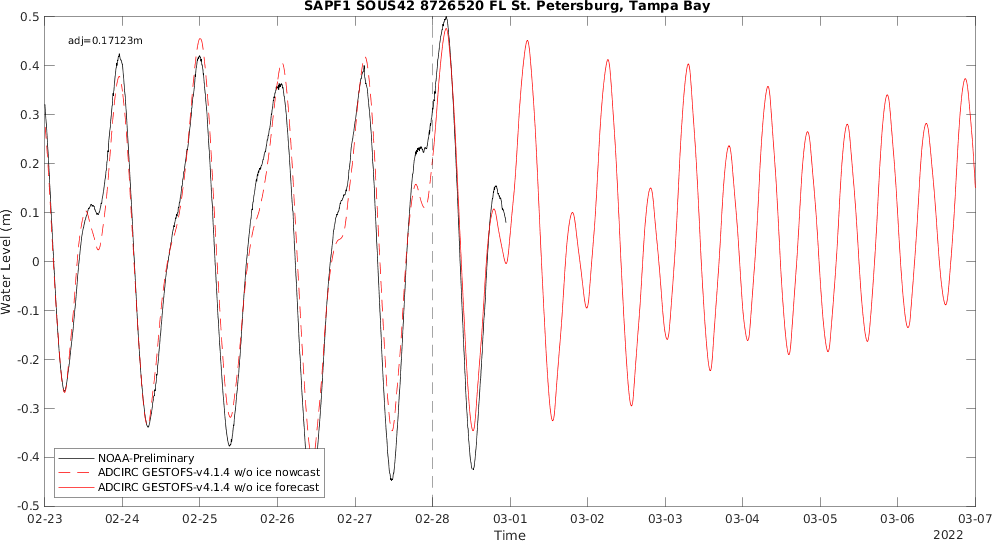 SAPF1 SOUS42 8726520 FL St. Petersburg, Tampa Bay
adj=0.17123m
0.5
0.4
0.3
0.2
0.1
0
-0.1
-0.2
-0.3
-0.4
-0.5
Water Level (m)
NOAA-Preliminary
ADCIRC GESTOFS-v4.1.4 w/o ice nowcast
ADCIRC GESTOFS-v4.1.4 w/o ice forecast
02-23 02-24 02-25 02-26 02-27 02-28 03-01 03-02 03-03 03-04 03-05 03-06 03-07
Time
2022